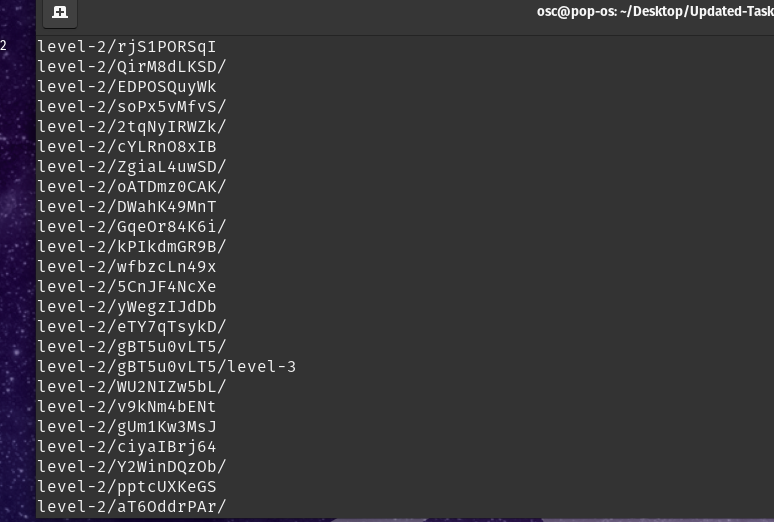 osc@pop-os: ~/Desktop/Updated-Task
2
level-2/rjS1PORSqI
level-2/QirM8dLKSD/
level-2/EDPOSQuyWk
level-2/soPx5vMfvS/
level-2/2tqNyIRWZk/
level-2/cYLRnO8xIB
level-2/ZgiaL4uwSD/
level-2/oATDmz0CAK/
level-2/DWahK49MnT
level-2/GqeOr84K6i/
level-2/kPIkdmGR9B/
level-2/wfbzcLn49x
level-2/5CnJF4NcXe
level-2/yWegzIJdDb
level-2/eTY7qTsykD/
level-2/gBT5u0vLT5/
level-2/gBT5u0vLT5/level-3
level-2/WU2NIZw5bL/
level-2/v9kNm4bENt
level-2/gUm1Kw3MsJ
level-2/ciyaIBrj64
level-2/Y2WinDQzOb/
level-2/pptcUXKeGS
level-2/aT6OddrPAr/